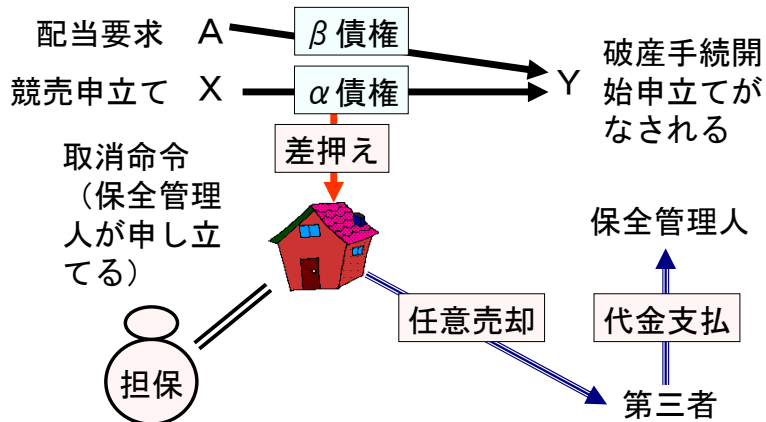 配当要求 A
β債権
競売申立て X
α債権
Y
破産手続開
始申立てが
なされる
差押え
取消命令
(保全管理
人が申し立
てる)
保全管理人
任意売却
代金支払
担保
第三者